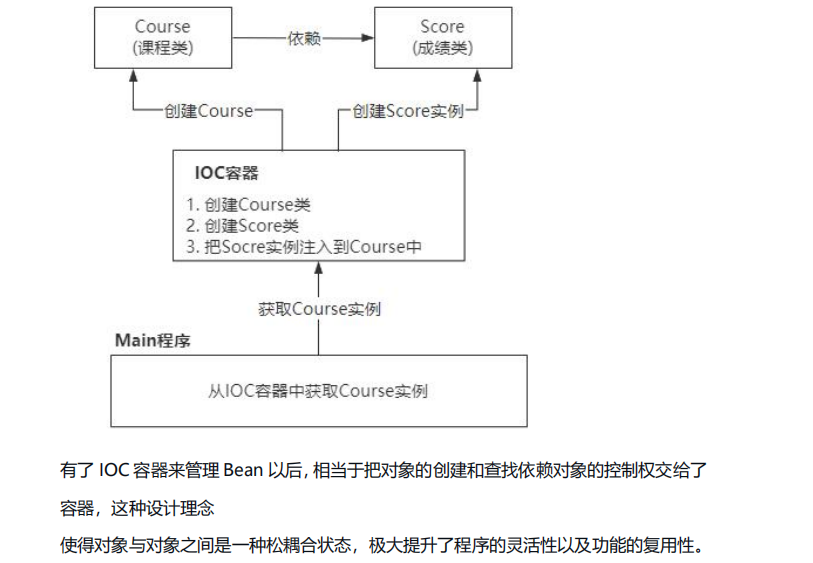 Course
(课程类)
依赖
Score
(成绩类)
创建Course
创建Score实例
IOC容器
1. 创建Course类
2. 创建Score类
3. 把Socre实例注入到Course中
获取Course实例
Main程序
从IOC容器中获取Course实例
有了 IOC 容器来管理 Bean 以后,相当于把对象的创建和查找依赖对象的控制权交给了
容器，这种设计理念
使得对象与对象之间是一种松耦合状态，极大提升了程序的灵活性以及功能的复用性。